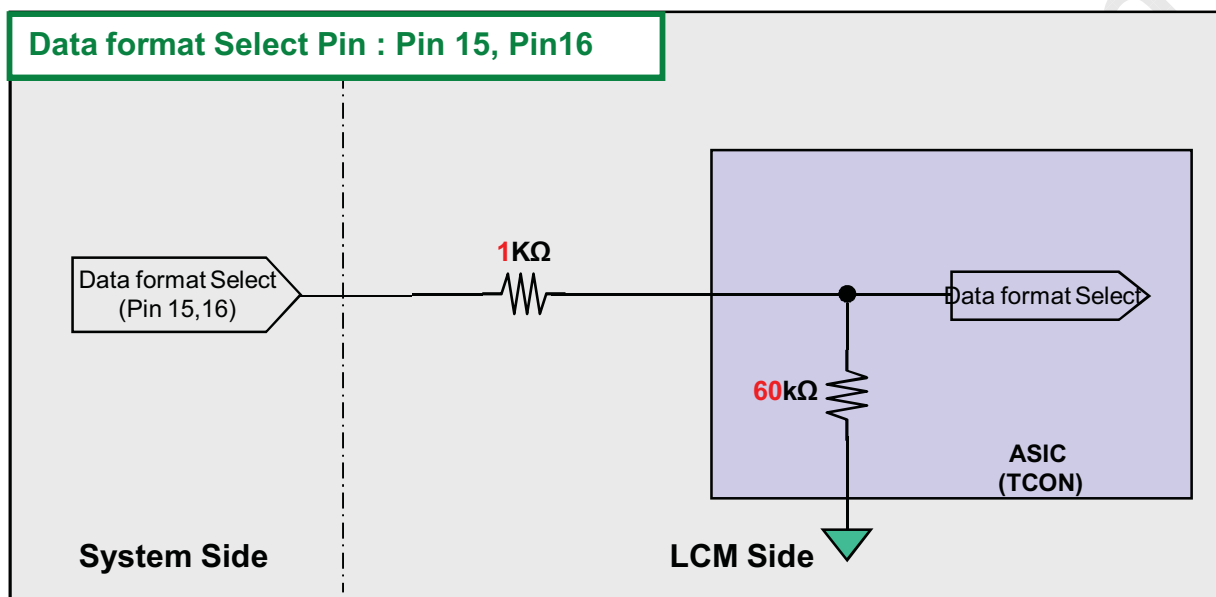 Data format Select Pin : Pin 15, Pin16
1KΩ
Data format Select
(Pin 15,16)
Data format Select
60kΩ
ASIC
(TCON)
System Side
LCM Side